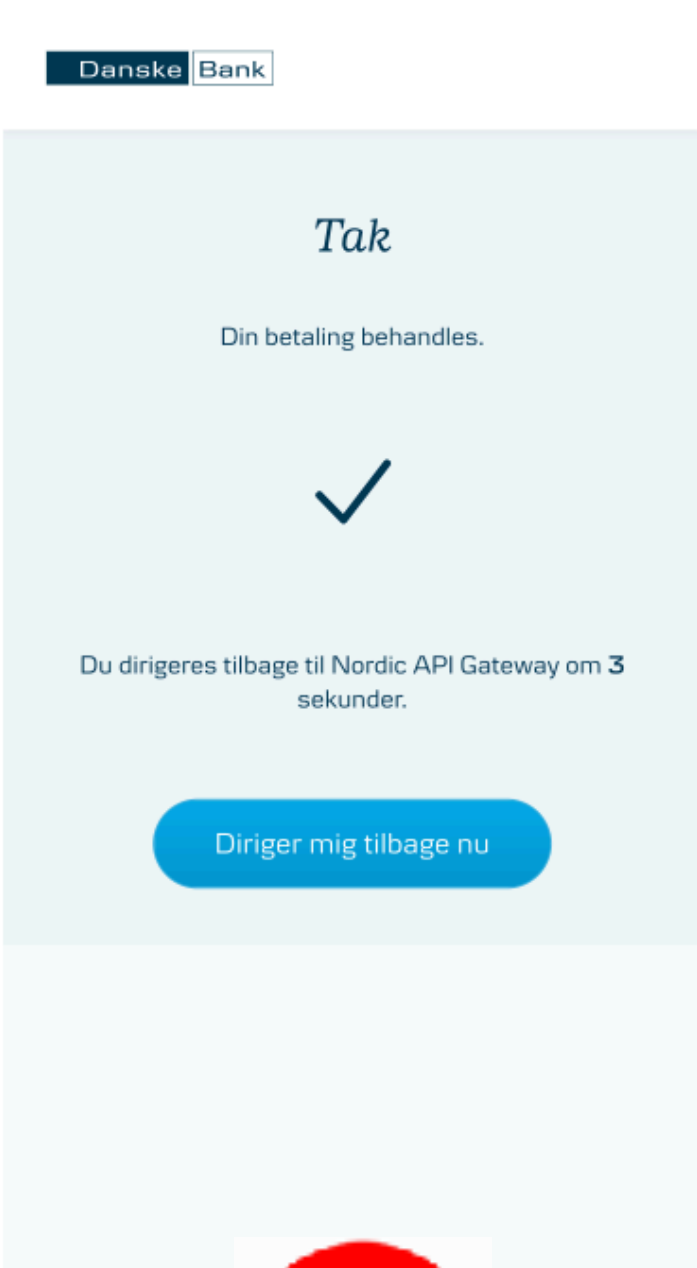 Danske Bank
Tak
Din betaling behandles.
Du dirigeres tilbage til Nordic API Gateway om 3
sekunder.
Diriger mig tilbage nu